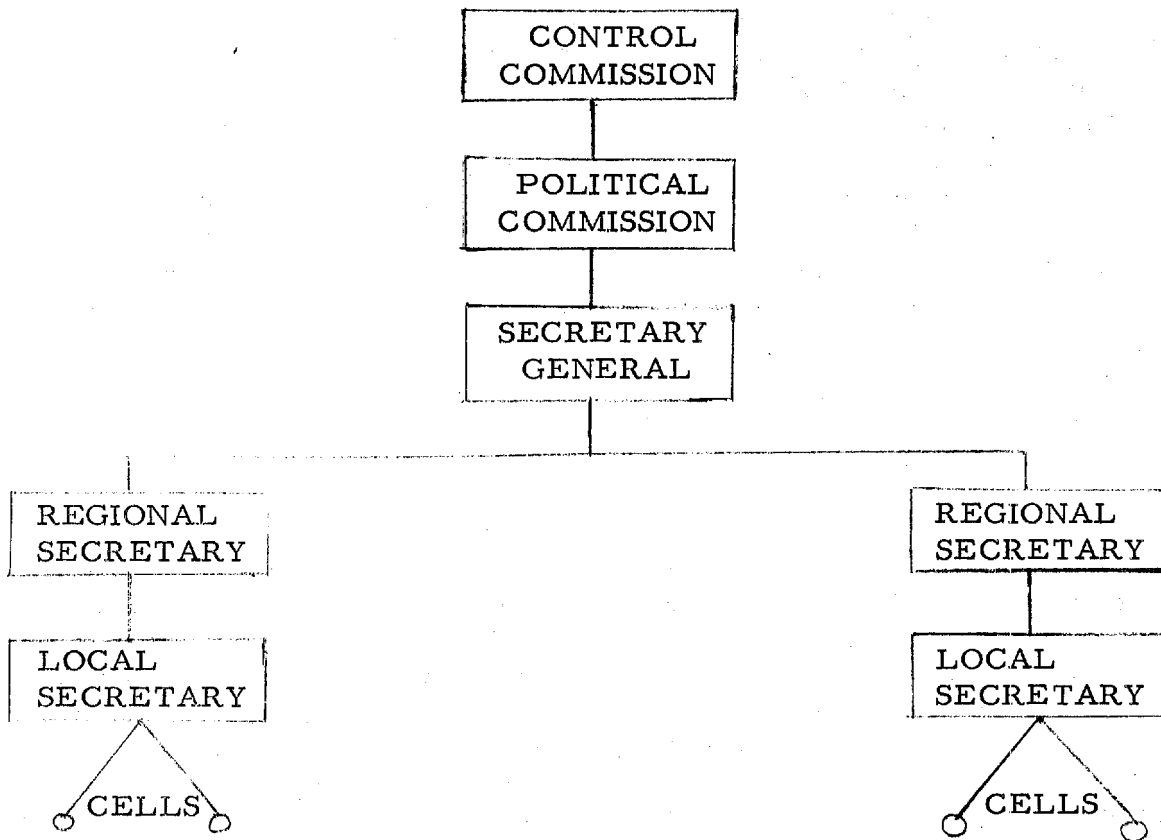 CONTROL
COMMISSION
POLITICAL
COMMISSION
SECRETARY
GENERAL
REGIONAL
SECRETARY
REGIONAL
SECRETARY
LOCAL
SECRETARY
LOCAL
SECRETARY
CELLS
CELLS